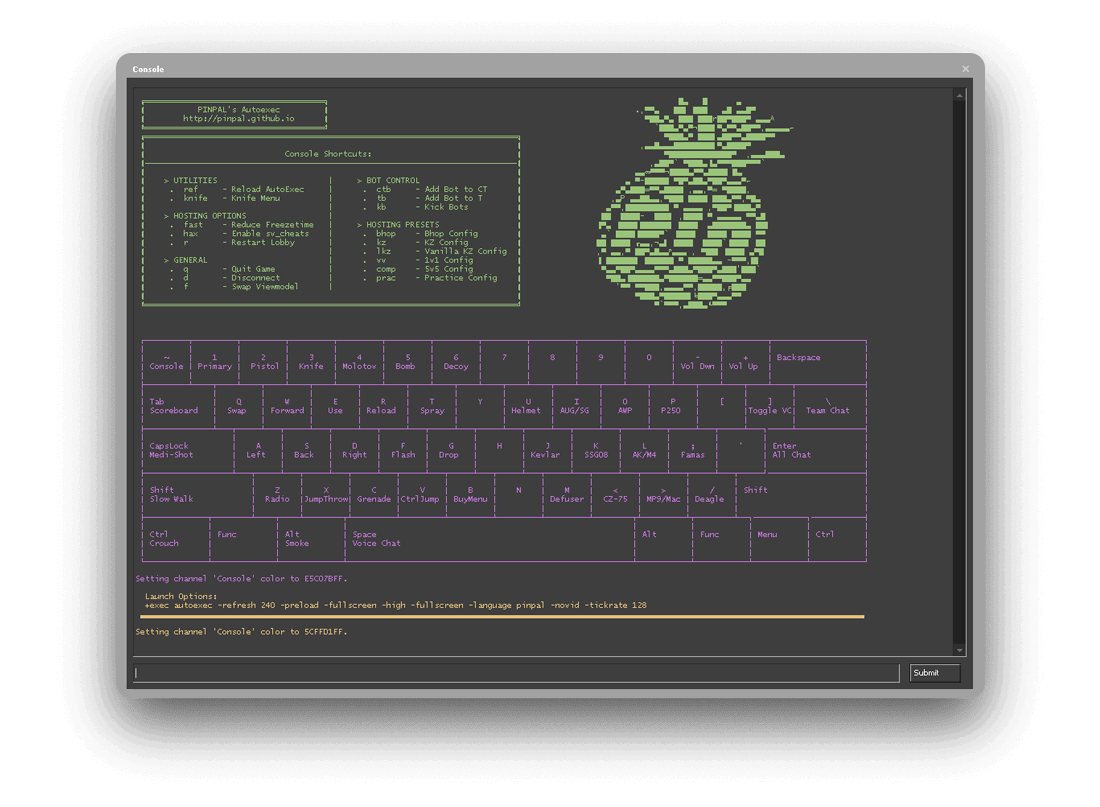 Console
PINPAL's Autoexec
http://pinpal.github.io
Console Shortcuts:
> UTILITIES | > BOT CONTROL
. ref - Reload AutoExec | . ctb - Add Bot to CT
. knife - Knife Menu | . tb - Add Bot to T
| . kb - Kick Bots
> HOSTING OPTIONS |
. fast - Reduce Freezetime | > HOSTING PRESETS
. hax - Enable sv_cheats | . bhop - Bhop Config
. r - Restart Lobby | . kz - KZ Config
| . lkz - Vanilla KZ Config
> GENERAL | . vv - 1v1 Config
. q - Quit Game | . comp - 5v5 Config
. d - Disconnect | . prac - Practice Config
. f - Swap Viewmodel |
~ 1 2 3 4 5 6 7 8 9 0 - + Backspace
Console Primary Pistol Knife Molotov Bomb Decoy Vol Dwn Vol Up
Tab Q W E R T Y U I O P [ ] \
Scoreboard Swap Forward Use Reload Spray Helmet AUG/SG AWP P250 Toggle VC Team Chat
CapsLock A S D F G H J K L ; ' Enter
Medi-Shot Left Back Right Flash Drop Kevlar SSG08 AK/M4 Famas All Chat
Shift Z X C V B N M < > / Shift
Slow Walk Radio JumpThrow Grenade CtrlJump BuyMenu Defuser CZ-75 MP9/Mac Deagle
Ctrl Func Alt Space Alt Func Menu Ctrl
Crouch Smoke Voice Chat
Setting channel 'Console' color to E5C07BFF.
Launch Options:
+exec autoexec -refresh 240 -preload -fullscreen -high -fullscreen -language pinpal -novid -tickrate 128
Setting channel 'Console' color to 5CFFD1FF.
Submit